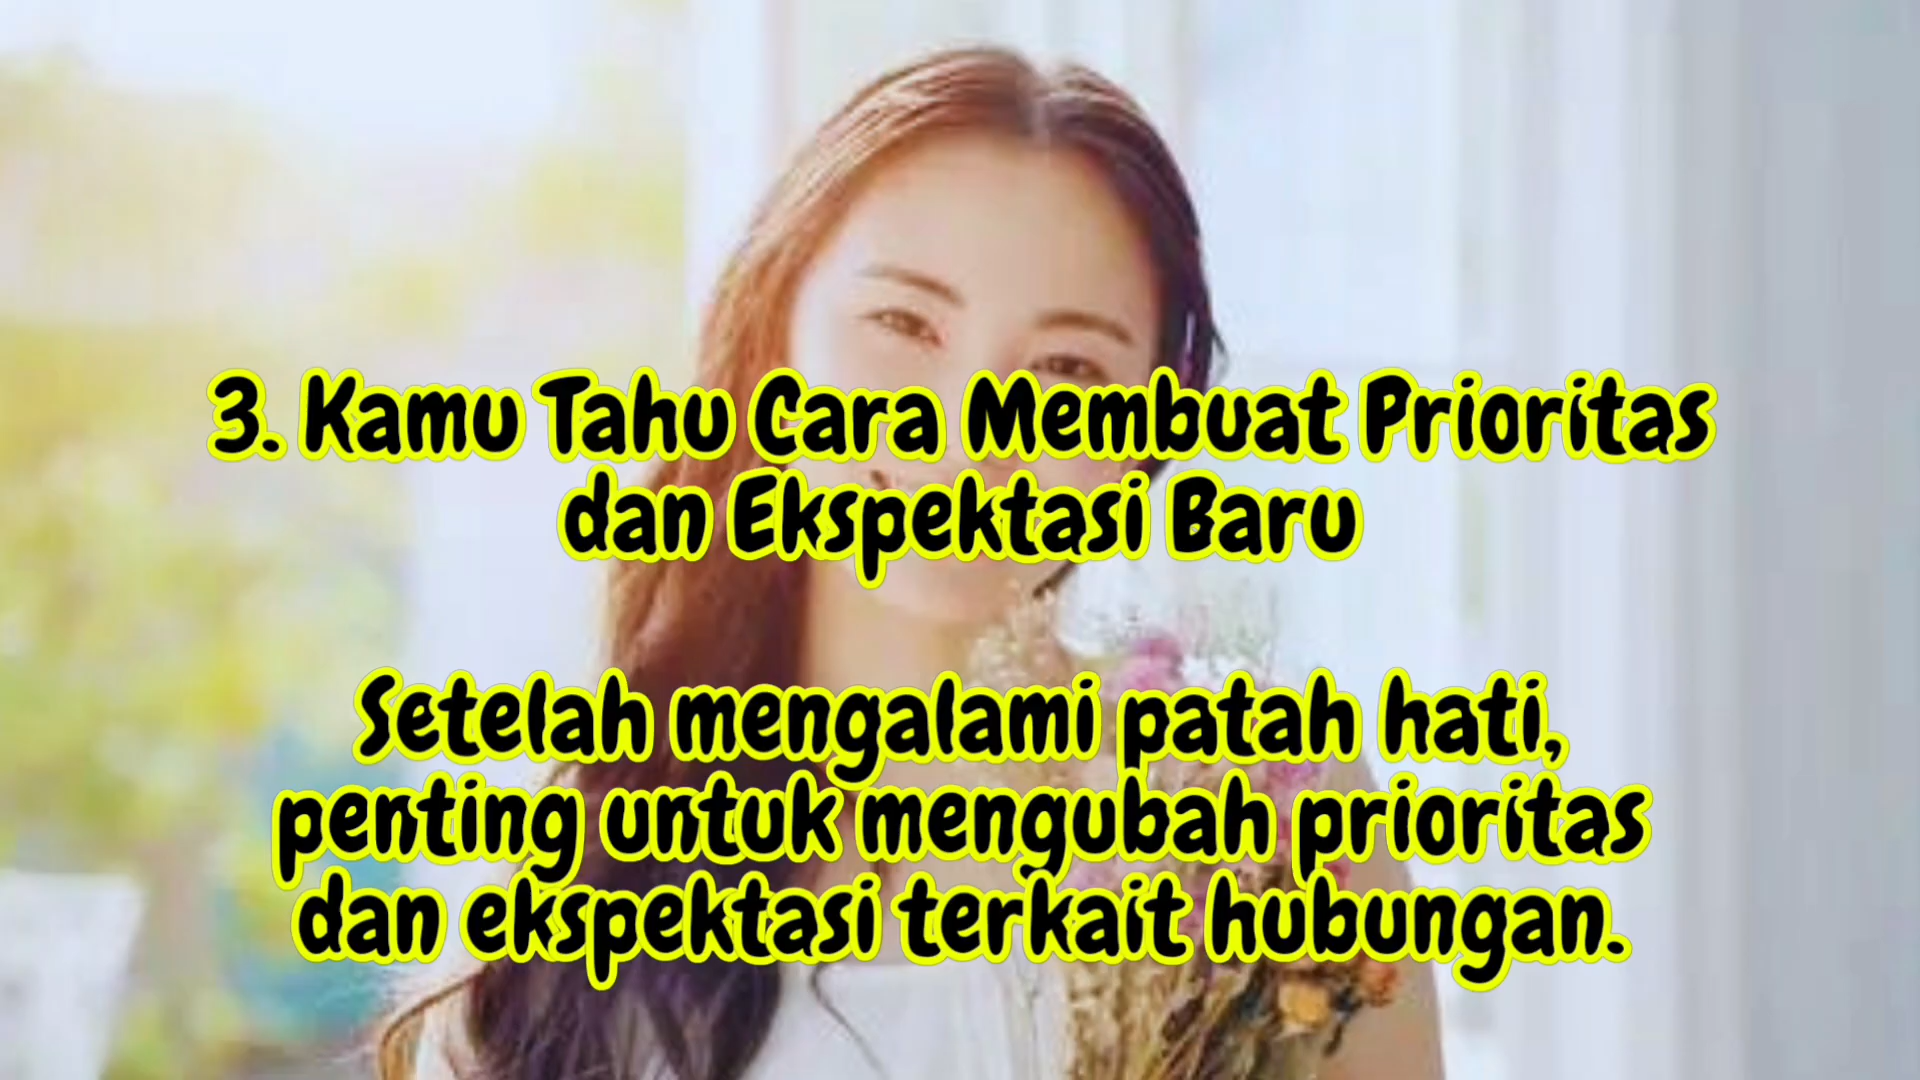 3. Kamu Tahu Cara Membuat Prioritas
dan Ekspektasi Baru
Setelah mengalami patah hati,
penting untuk mengubah prioritas
dan ekspektasi terkait hubungan.